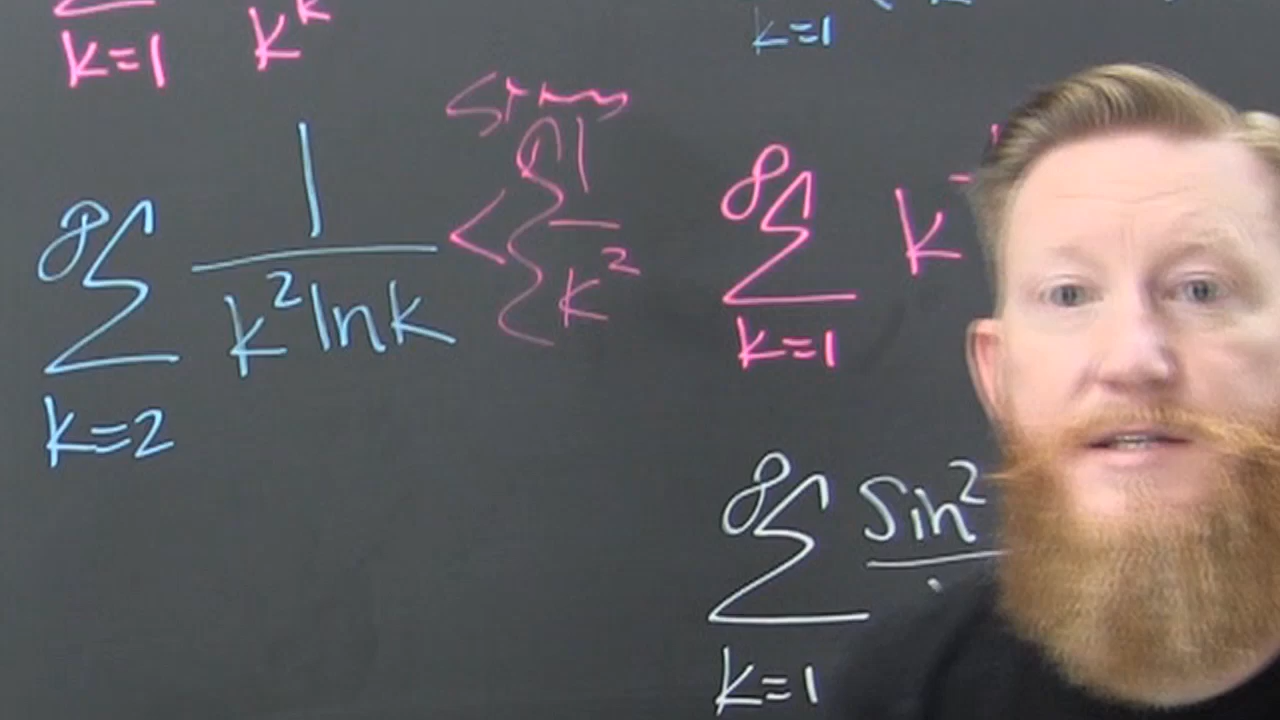 k=1 k^k
k=1
∞ Σ k=2 1/(k² ln k) < Σ 1/k²
∞ Σ k=1 k^-
∞ Σ k=1 sin²